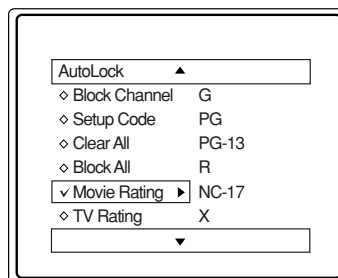 AutoLock
Block Channel G
Setup Code PG
Clear All PG-13
Block All R
Movie Rating NC-17
TV Rating X